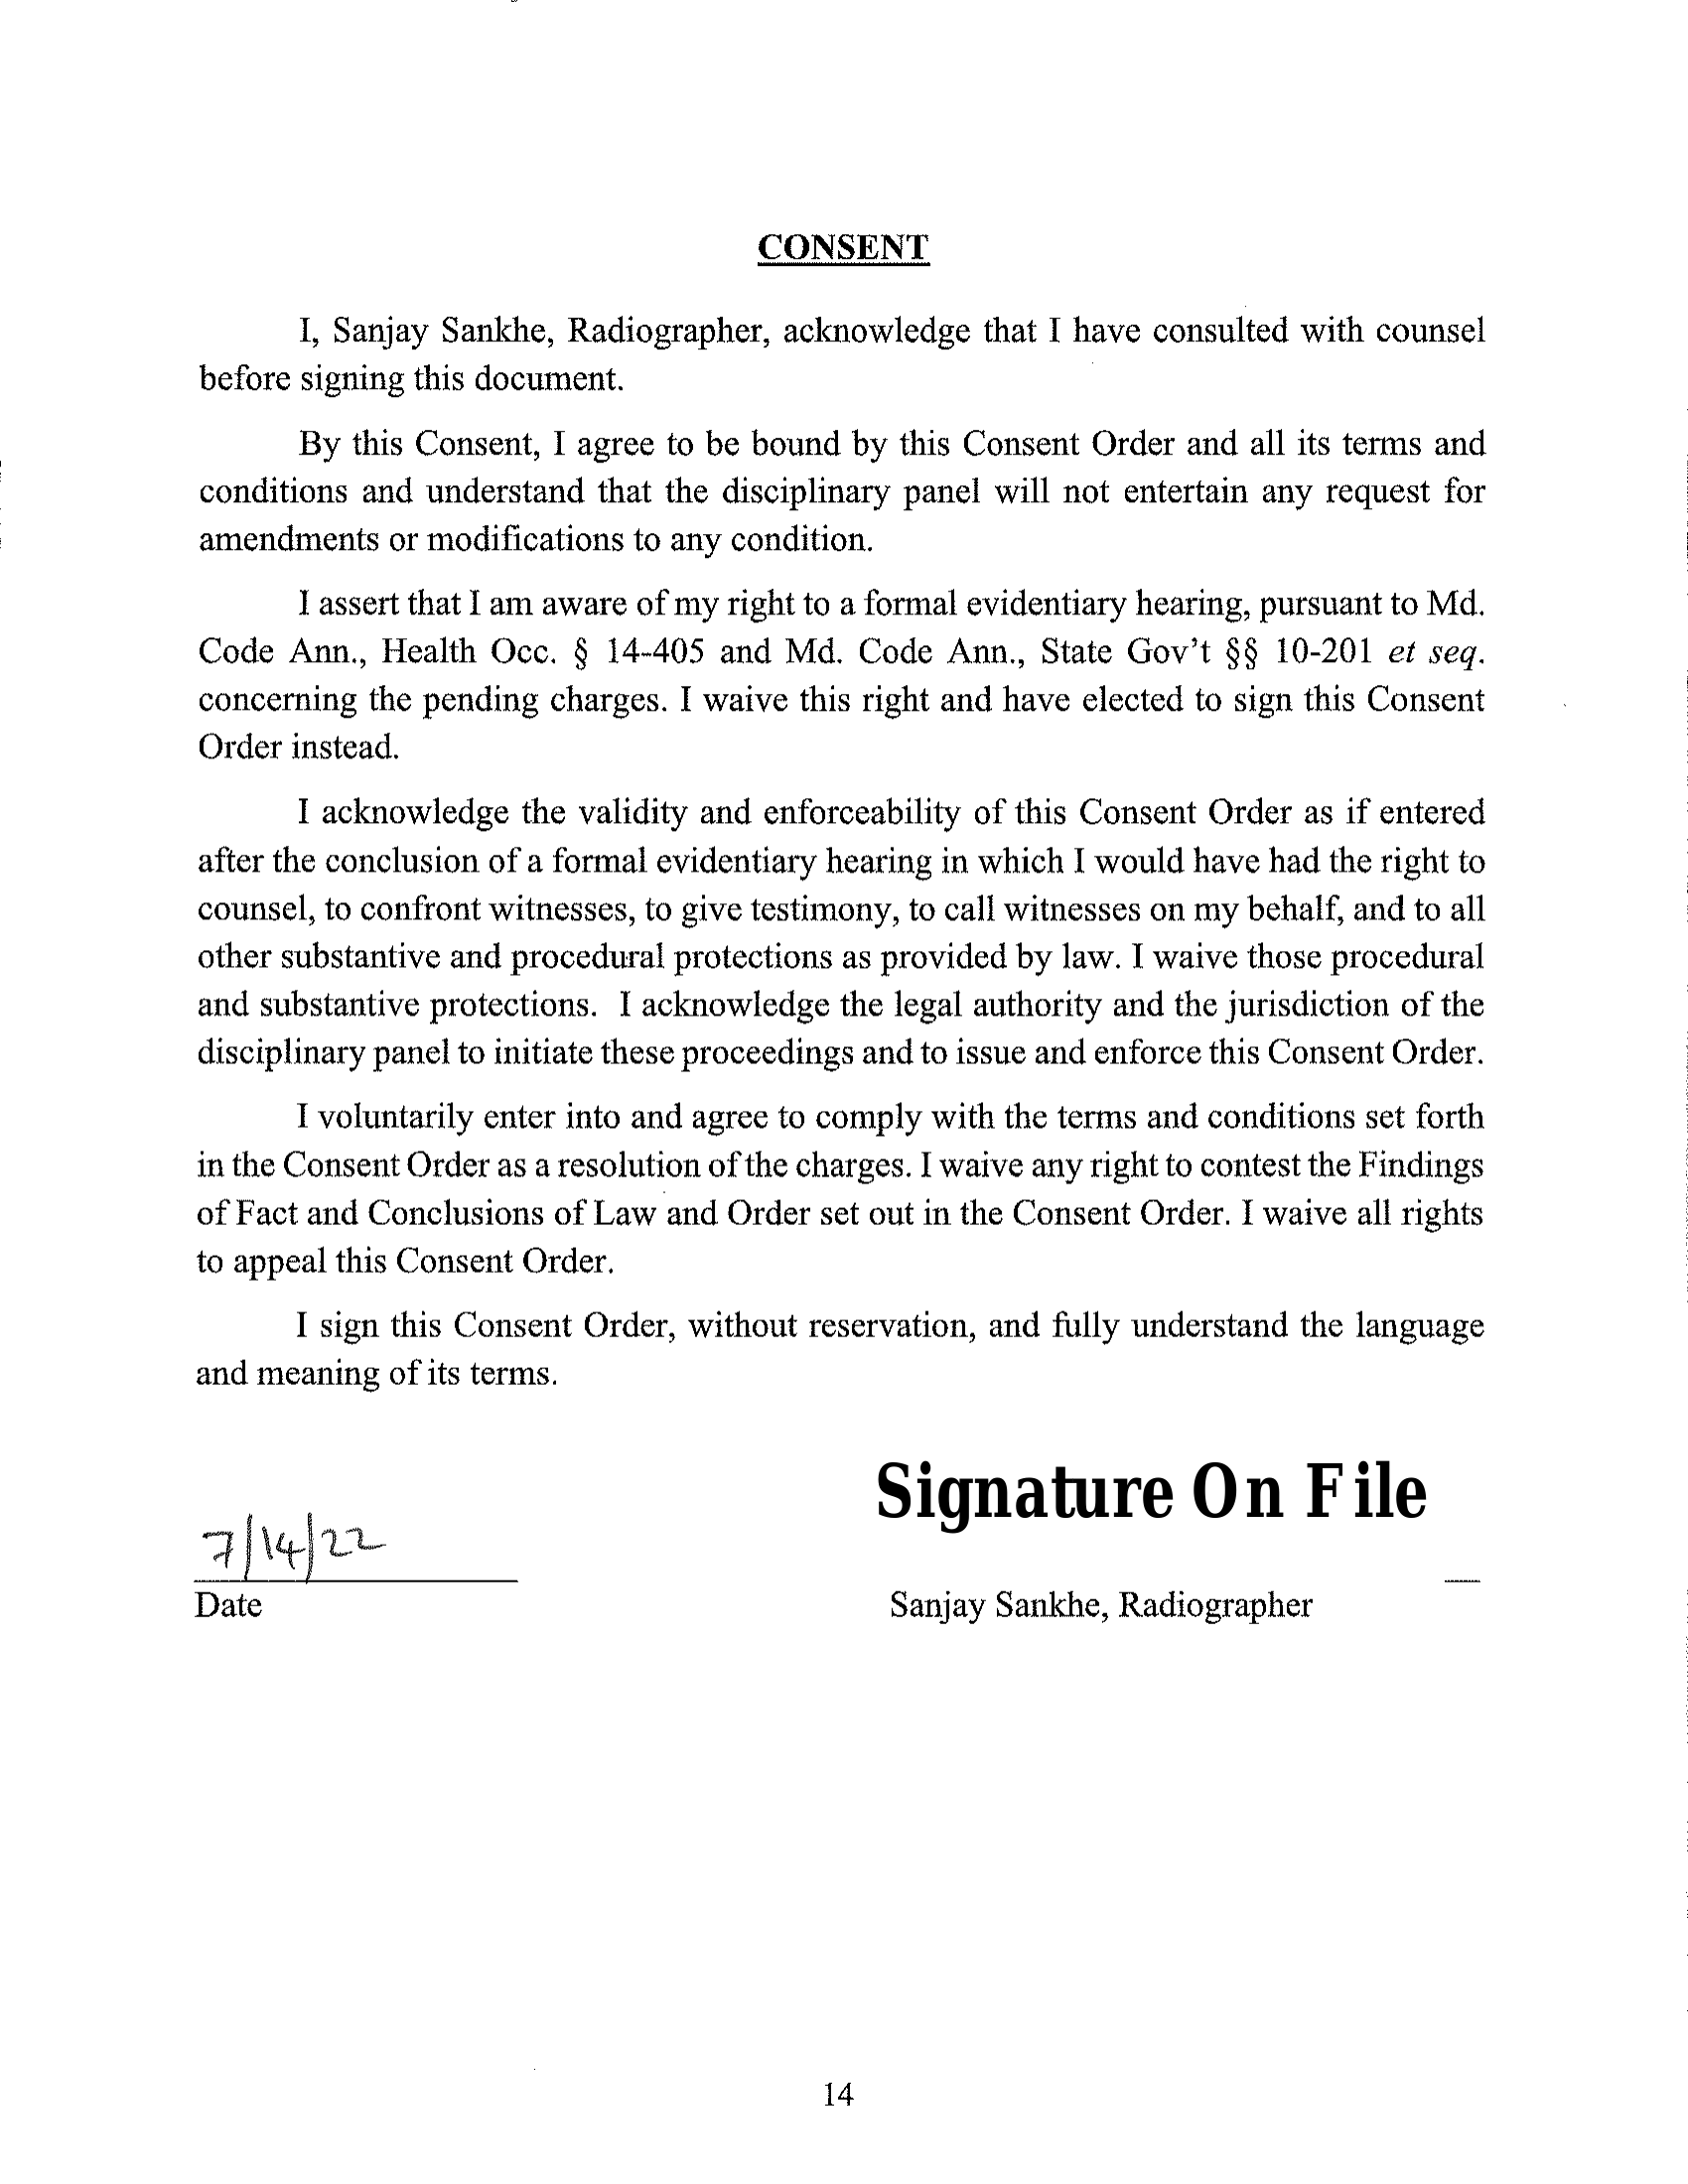 CONSENT
I, Sanjay Sankhe, Radiographer, acknowledge that I have consulted with counsel
before signing this document.
By this Consent, I agree to be bound by this Consent Order and all its terms and
conditions and understand that the disciplinary panel will not entertain any request for
amendments or modifications to any condition.
I assert that I am aware of my right to a formal evidentiary hearing, pursuant to Md.
Code Ann., Health Occ. § 14-405 and Md. Code Ann., State Gov't §§ 10-201 et seq.
concerning the pending charges. I waive this right and have elected to sign this Consent
Order instead.
I acknowledge the validity and enforceability of this Consent Order as if entered
after the conclusion of a formal evidentiary hearing in which I would have had the right to
counsel, to confront witnesses, to give testimony, to call witnesses on my behalf, and to all
other substantive and procedural protections as provided by law. I waive those procedural
and substantive protections. I acknowledge the legal authority and the jurisdiction of the
disciplinary panel to initiate these proceedings and to issue and enforce this Consent Order.
I voluntarily enter into and agree to comply with the terms and conditions set forth
in the Consent Order as a resolution of the charges. I waive any right to contest the Findings
of Fact and Conclusions of Law and Order set out in the Consent Order. I waive all rights
to appeal this Consent Order.
I sign this Consent Order, without reservation, and fully understand the language
and meaning of its terms.
Signature On File
7/14/22
Date
Sanjay Sankhe, Radiographer
14